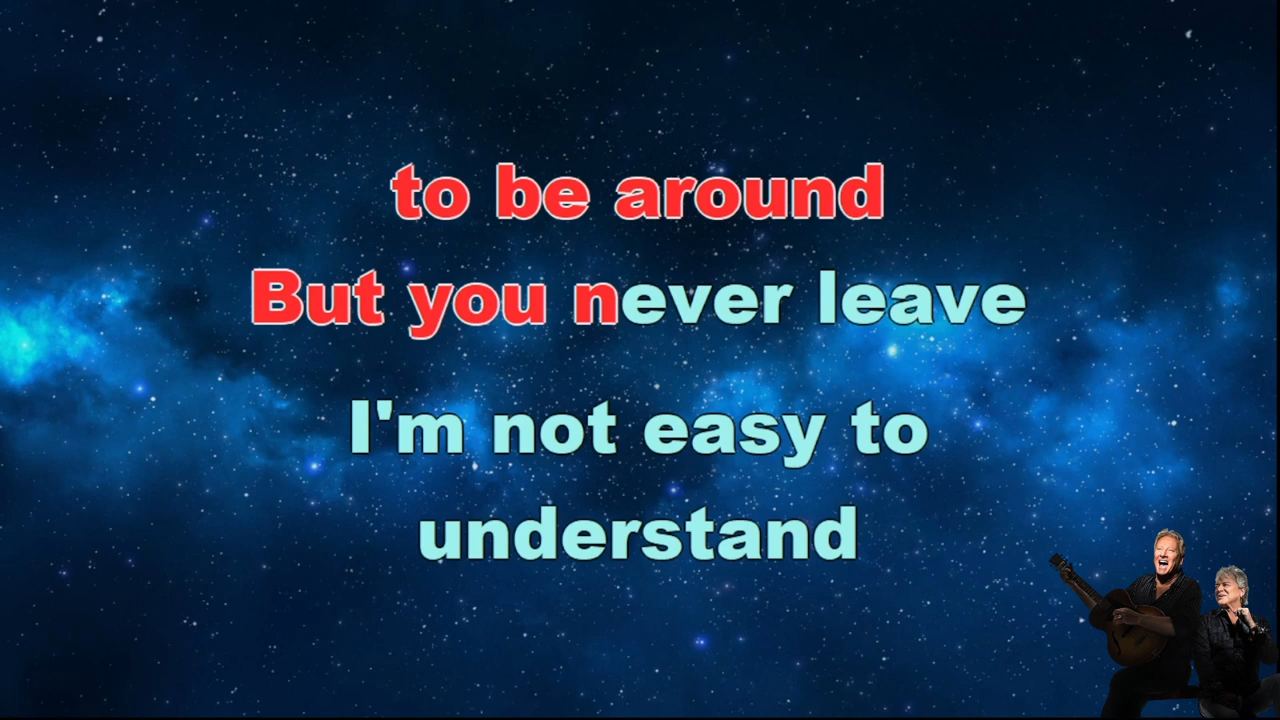 to be around
But you never leave
I'm not easy to
understand